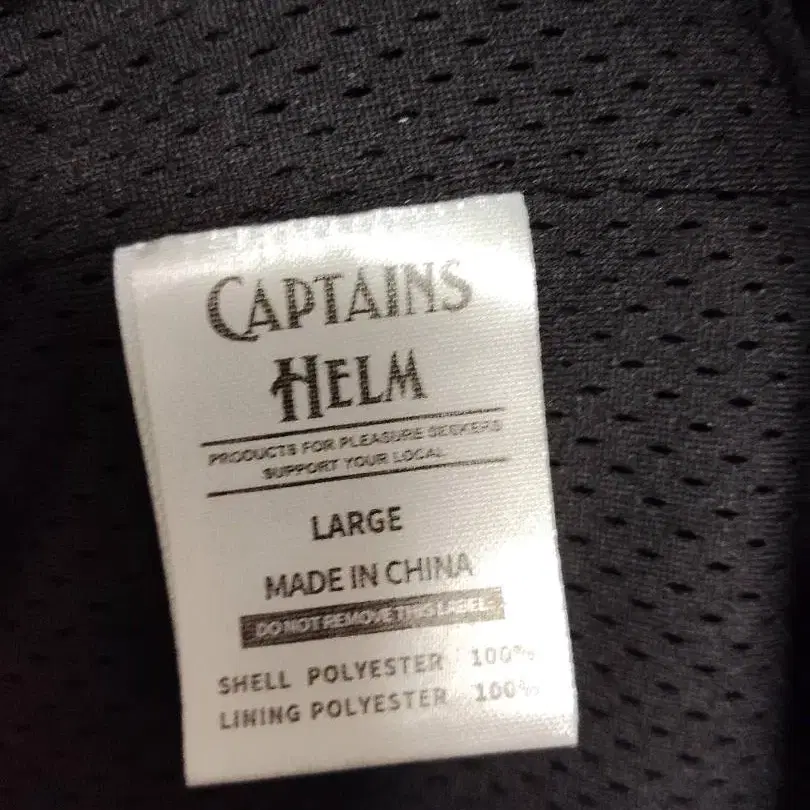 CAPTAINS
HELM
PRODUCTS FOR PLEASURE SEEKERS
SUPPORT YOUR LOCAL
LARGE
MADE IN CHINA
DO NOT REMOVE THIS LABEL
SHELL POLYESTER 100%
LINING POLYESTER 100%